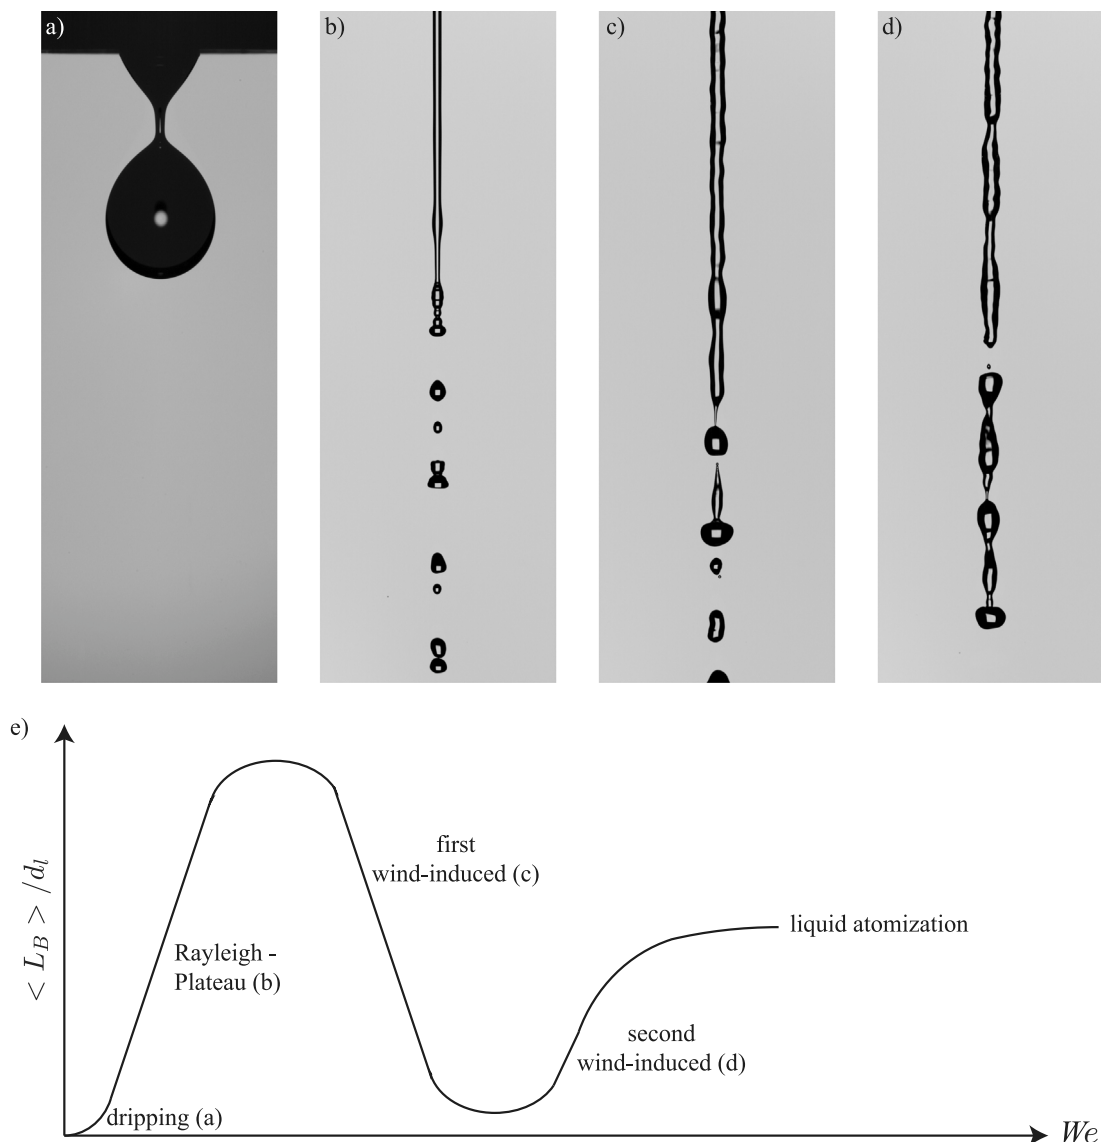 a)
b)
c)
d)
e)
< L_B > /d_l
first
wind-induced (c)
Rayleigh -
Plateau (b)
liquid atomization
second
wind-induced (d)
dripping (a)
We